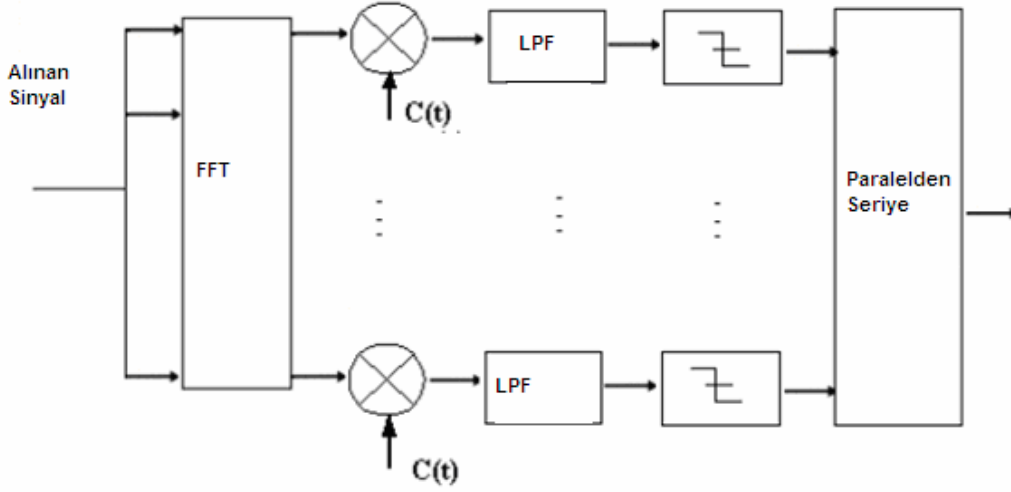 Alınan
Sinyal
FFT
C(t)
LPF
Paralelden
Seriye
LPF
C(t)